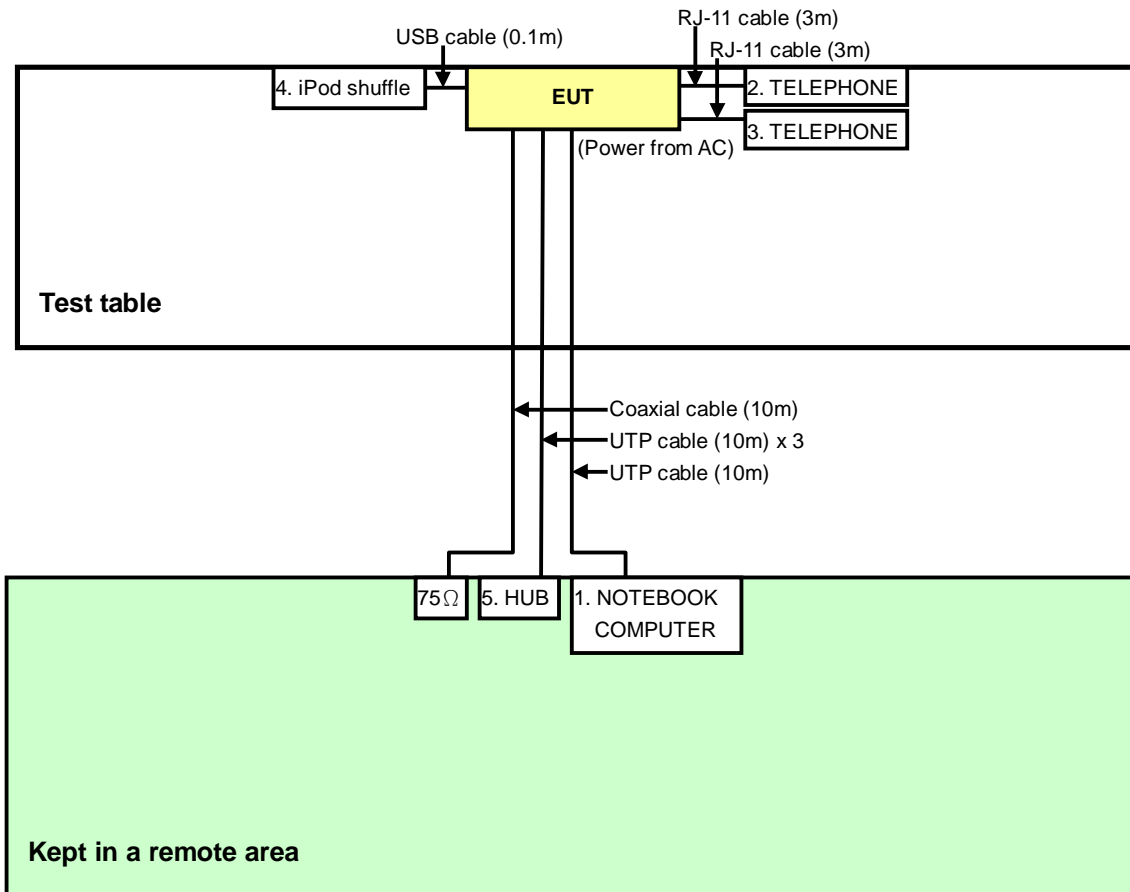 RJ-11 cable (3m)
USB cable (0.1m)
RJ-11 cable (3m)
4. iPod shuffle
EUT
2. TELEPHONE
3. TELEPHONE
(Power from AC)
Test table
Coaxial cable (10m)
UTP cable (10m) x 3
UTP cable (10m)
75Ω
5. HUB
1. NOTEBOOK
COMPUTER
Kept in a remote area